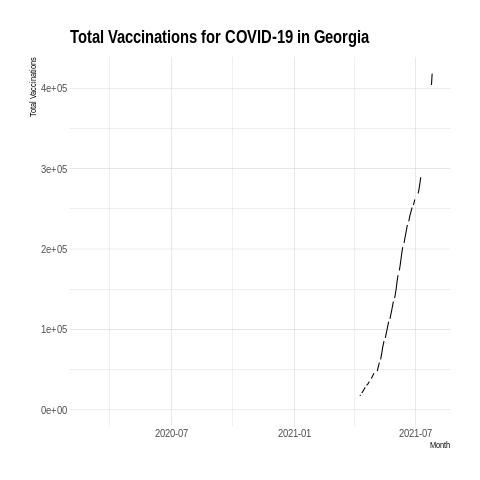 Total Vaccinations for COVID-19 in Georgia
Total Vaccinations
4e+05
3e+05
2e+05
1e+05
0e+00
2020-07
2021-01
2021-07
Month